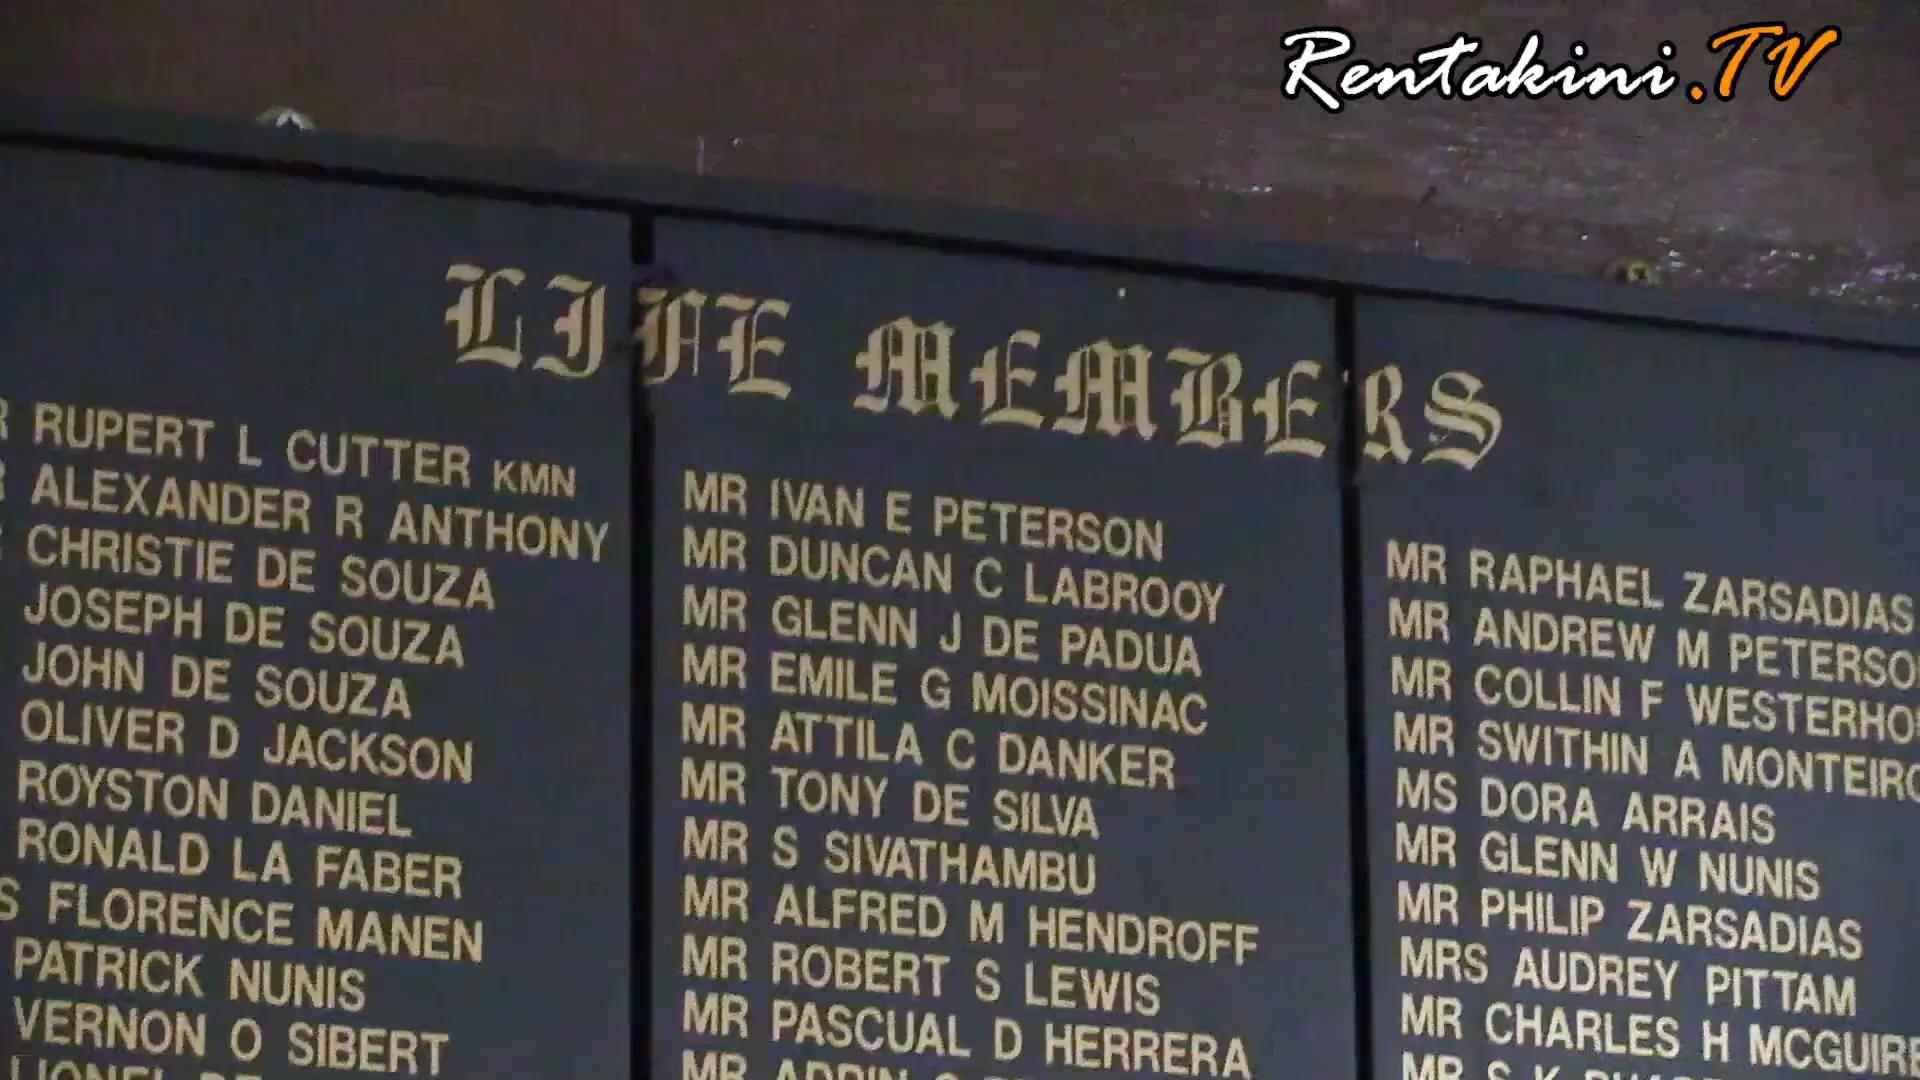 Rentakini.TV
LIFE MEMBERS
RUPERT L CUTTER KMN
ALEXANDER R ANTHONY
CHRISTIE DE SOUZA
JOSEPH DE SOUZA
JOHN DE SOUZA
OLIVER D JACKSON
ROYSTON DANIEL
RONALD LA FABER
FLORENCE MANEN
PATRICK NUNIS
VERNON O SIBERT
MR IVAN E PETERSON
MR DUNCAN C LABROOY
MR GLENN J DE PADUA
MR EMILE G MOISSINAC
MR ATTILA C DANKER
MR TONY DE SILVA
MR S SIVATHAMBU
MR ALFRED M HENDROFF
MR ROBERT S LEWIS
MR PASCUAL D HERRERA
MR
MR RAPHAEL ZARSADIAS
MR ANDREW M PETERSO
MR COLLIN F WESTERHO
MR SWITHIN A MONTEIRO
MS DORA ARRAIS
MR GLENN W NUNIS
MR PHILIP ZARSADIAS
MRS AUDREY PITTAM
MR CHARLES H MCGUIRE
MR S K